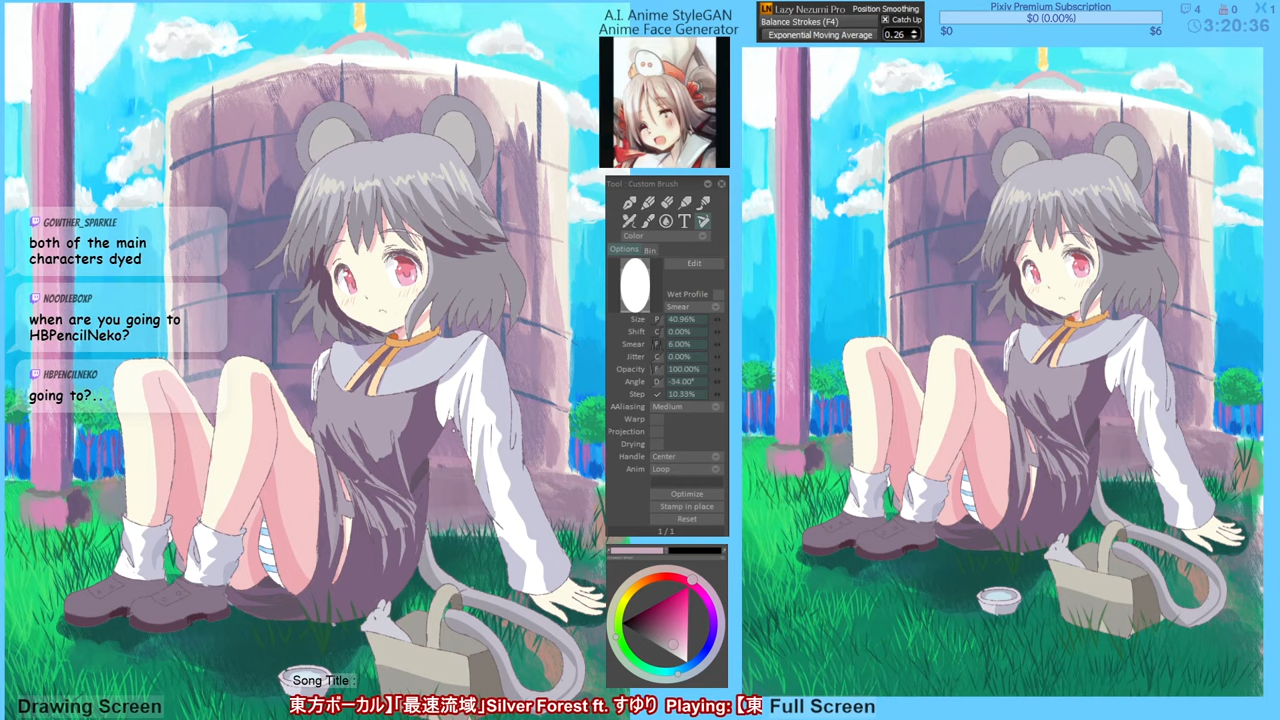 A.I. Anime StyleGAN
Anime Face Generator
LN Lazy Nezumi Pro
Position Smoothing
Balance Strokes (F4)
Catch Up
Exponential Moving Average
0.26
Pixiv Premium Subscription
$0 (0.00%)
$0
$6
4
0
1
3:20:36
GOWTHER_SPARKLE
both of the main
characters dyed
NOODLEBOXP
when are you going to
HBPencilNeko?
HBPENCILNEKO
going to?..
Tool : Custom Brush
Color
Options
Bin
Edit
Wet Profile
Smear
Size P 40.96%
Shift C 0.00%
Smear P 6.00%
Jitter C 0.00%
Opacity F 100.00%
Angle D -34.00°
Step 10.33%
AAliasing Medium
Warp
Projection
Drying
Handle Center
Anim Loop
Optimize
Stamp in place
Reset
1 / 1
Song Title :
Drawing Screen
東方ボーカル】「最速流域」Silver Forest ft. すゆり Playing: 【東
Full Screen